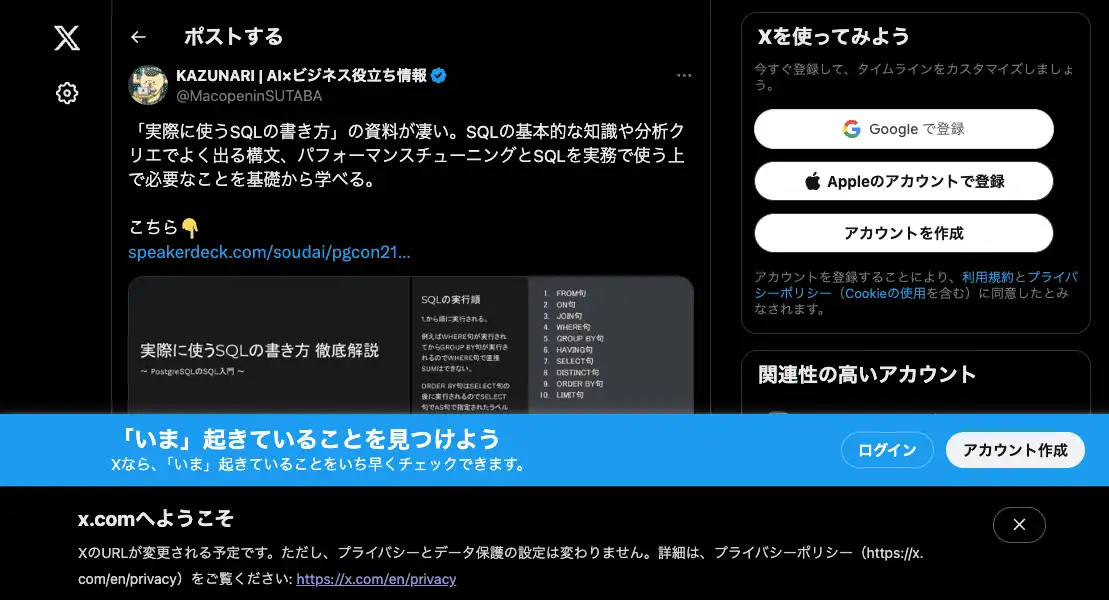 ポストする
KAZUNARI | AI×ビジネス役立ち情報
@MacopeninSUTABA
「実際に使うSQLの書き方」の資料が凄い。SQLの基本的な知識や分析ク
リエでよく出る構文、パフォーマンスチューニングとSQLを実務で使う上
で必要なことを基礎から学べる。
こちら👇
speakerdeck.com/soudai/pgcon21…
実際に使うSQLの書き方 徹底解説
〜 PostgreSQLのSQL入門 〜
SQLの実行順
1.から順に実行される。
例えばWHERE句が実行され
てからGROUP BY句が実行さ
れるのでWHERE句で直接
SUMはできない。
ORDER BY句はSELECT句の
後に実行されるのでSELECT
句でAS句で指定されたラベル
1. FROM句
2. ON句
3. JOIN句
4. WHERE句
5. GROUP BY句
6. HAVING句
7. SELECT句
8. DISTINCT句
9. ORDER BY句
10. LIMIT句
Xを使ってみよう
今すぐ登録して、タイムラインをカスタマイズしましょ
う。
Google で登録
Appleのアカウントで登録
アカウントを作成
アカウントを登録することにより、利用規約とプライバ
シーポリシー（Cookieの使用を含む）に同意したとみ
なされます。
関連性の高いアカウント
「いま」起きていることを見つけよう
Xなら、「いま」起きていることをいち早くチェックできます。
ログイン
アカウント作成
x.comへようこそ
XのURLが変更される予定です。ただし、プライバシーとデータ保護の設定は変わりません。詳細は、プライバシーポリシー（https://x.
com/en/privacy）をご覧ください: https://x.com/en/privacy